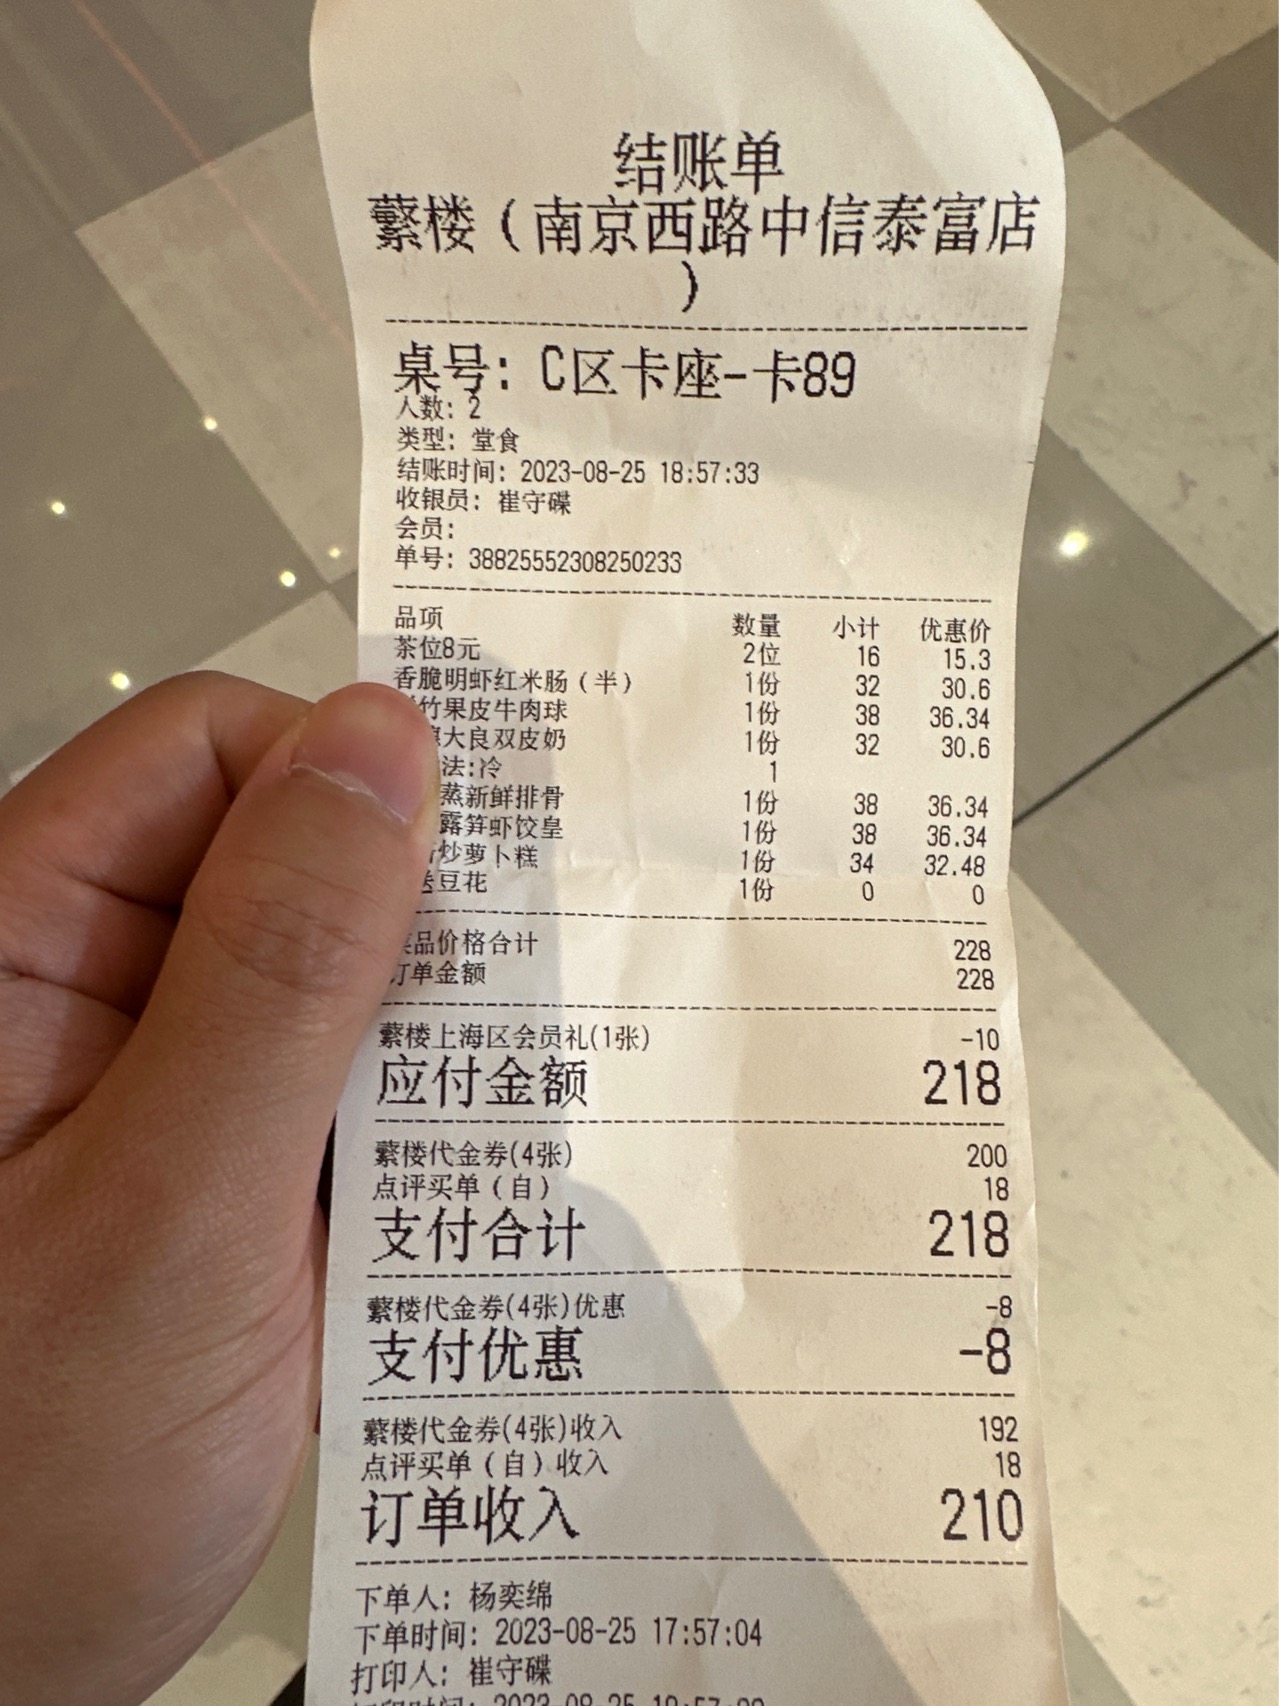 结账单
蘩楼（南京西路中信泰富店
）
桌号: C区卡座-卡89
人数: 2
类型: 堂食
结账时间: 2023-08-25 18:57:33
收银员: 崔守碟
会员:
单号: 38825552308250233
品项 数量 小计 优惠价
茶位8元 2位 16 15.3
香脆明虾红米肠（半） 1份 32 30.6
竹果皮牛肉球 1份 38 36.34
大良双皮奶 1份 32 30.6
法:冷 1
蒸新鲜排骨 1份 38 36.34
露笋虾饺皇 1份 38 36.34
炒萝卜糕 1份 34 32.48
豆花 1份 0 0
品价格合计 228
订单金额 228
蘩楼上海区会员礼(1张) -10
应付金额 218
蘩楼代金券(4张) 200
点评买单（自） 18
支付合计 218
蘩楼代金券(4张)优惠 -8
支付优惠 -8
蘩楼代金券(4张)收入 192
点评买单（自）收入 18
订单收入 210
下单人: 杨奕绵
下单时间: 2023-08-25 17:57:04
打印人: 崔守碟